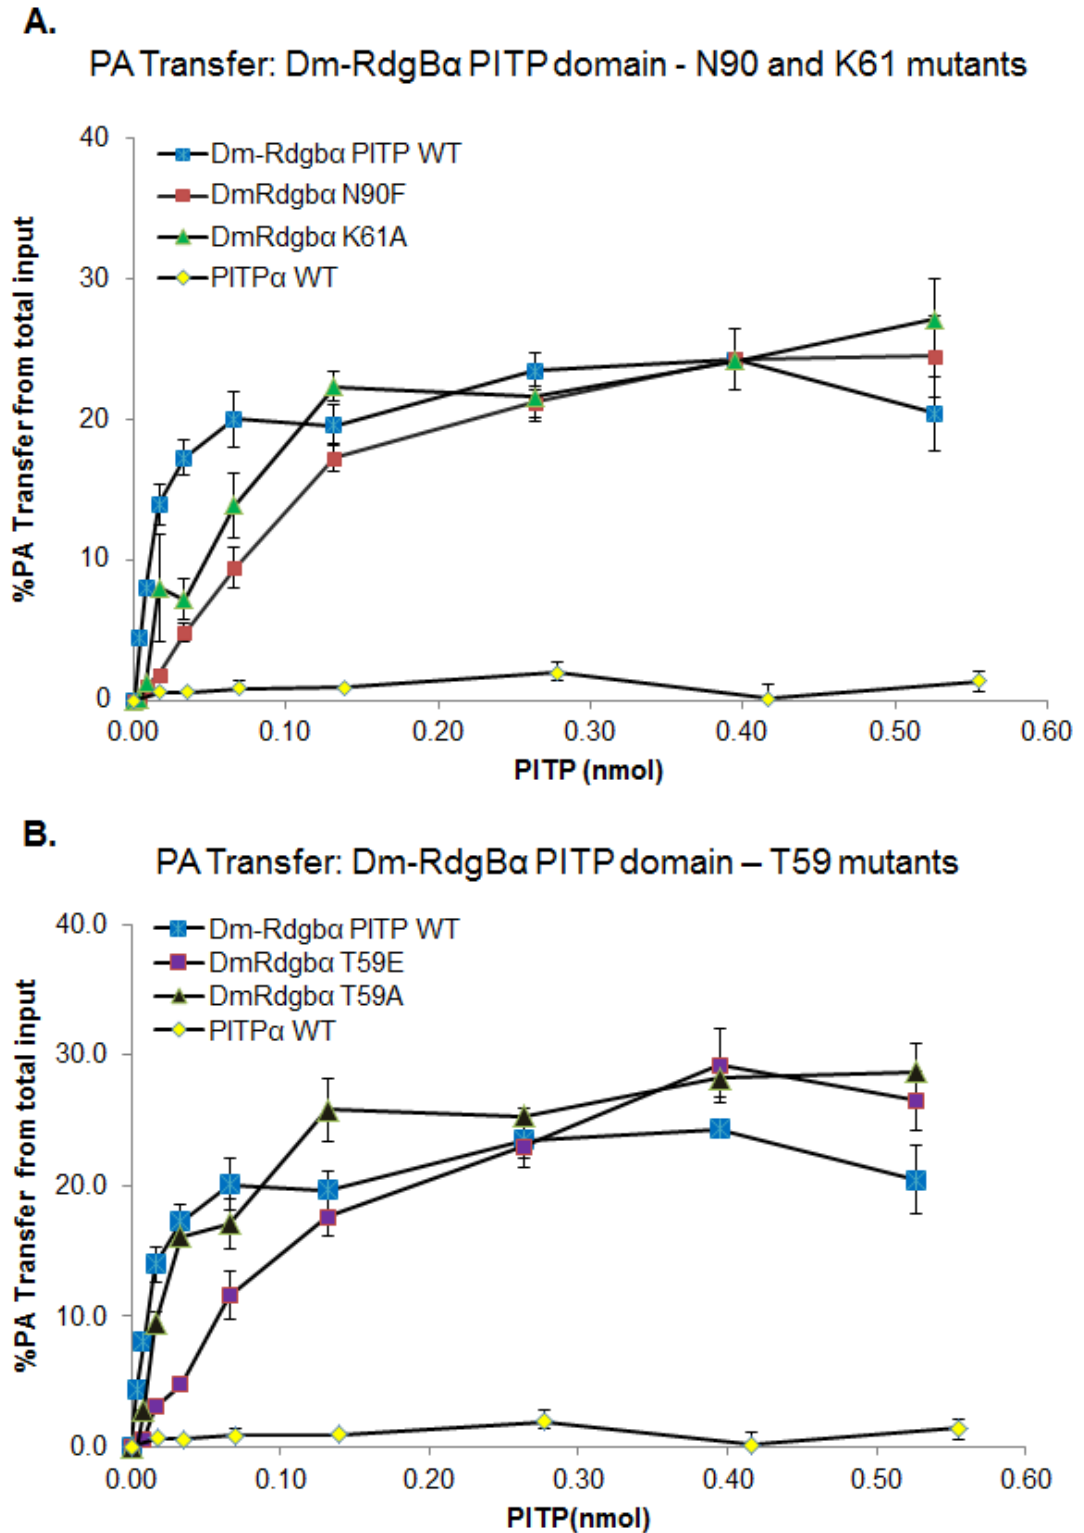 A.
PA Transfer: Dm-RdgBα PITP domain - N90 and K61 mutants
Dm-Rdgbα PITP WT
DmRdgbα N90F
DmRdgbα K61A
PITPα WT
%PA Transfer from total input
40
30
20
10
0
0.00 0.10 0.20 0.30 0.40 0.50 0.60
PITP (nmol)
B.
PA Transfer: Dm-RdgBα PITP domain – T59 mutants
Dm-Rdgbα PITP WT
DmRdgbα T59E
DmRdgbα T59A
PITPα WT
%PA Transfer from total input
40.0
30.0
20.0
10.0
0.0
0.00 0.10 0.20 0.30 0.40 0.50 0.60
PITP(nmol)